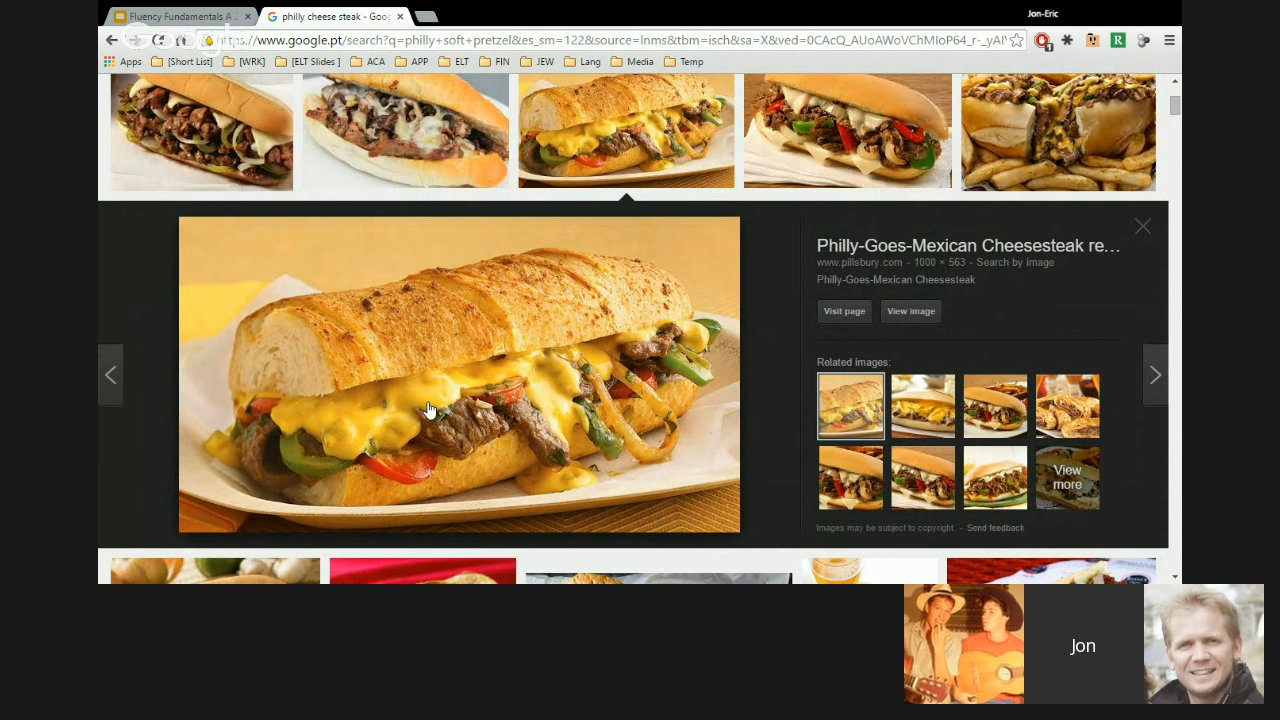 Jon-Eric
Fluency Fundamentals A
philly cheese steak - Goog
https://www.google.pt/search?q=philly+soft+pretzel&es_sm=122&source=lnms&tbm=isch&sa=X&ved=0CAcQ_AUoAWoVChMIoP64_r-_yAI
Apps [Short List] [WRK] [ELT Slides ] ACA APP ELT FIN JEW Lang Media Temp
Philly-Goes-Mexican Cheesesteak re...
www.pillsbury.com - 1000 × 563 - Search by image
Philly-Goes-Mexican Cheesesteak
Visit page View image
Related images:
View
more
Images may be subject to copyright. - Send feedback
Jon